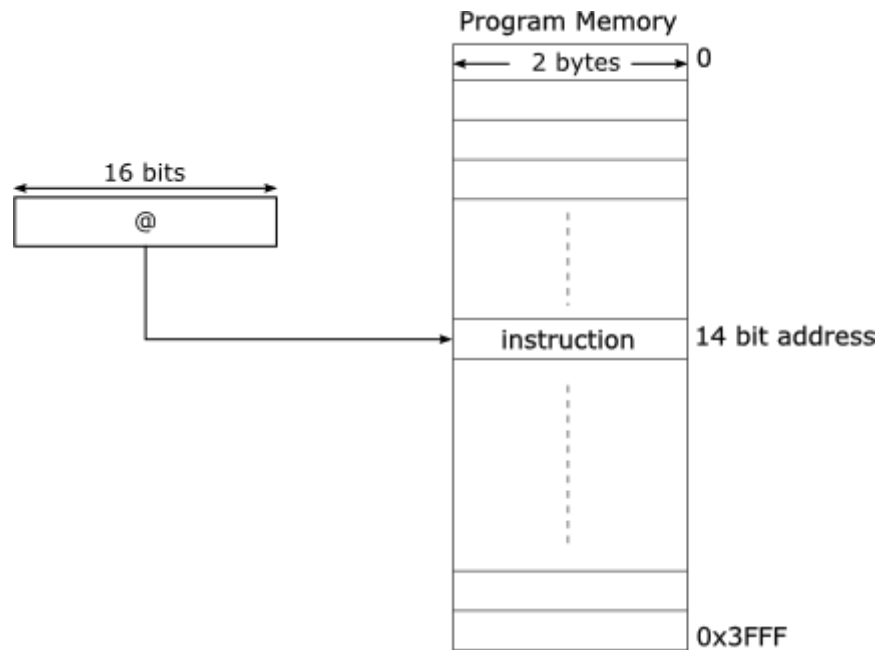 Program Memory
2 bytes
0
16 bits
@
instruction
14 bit address
0x3FFF